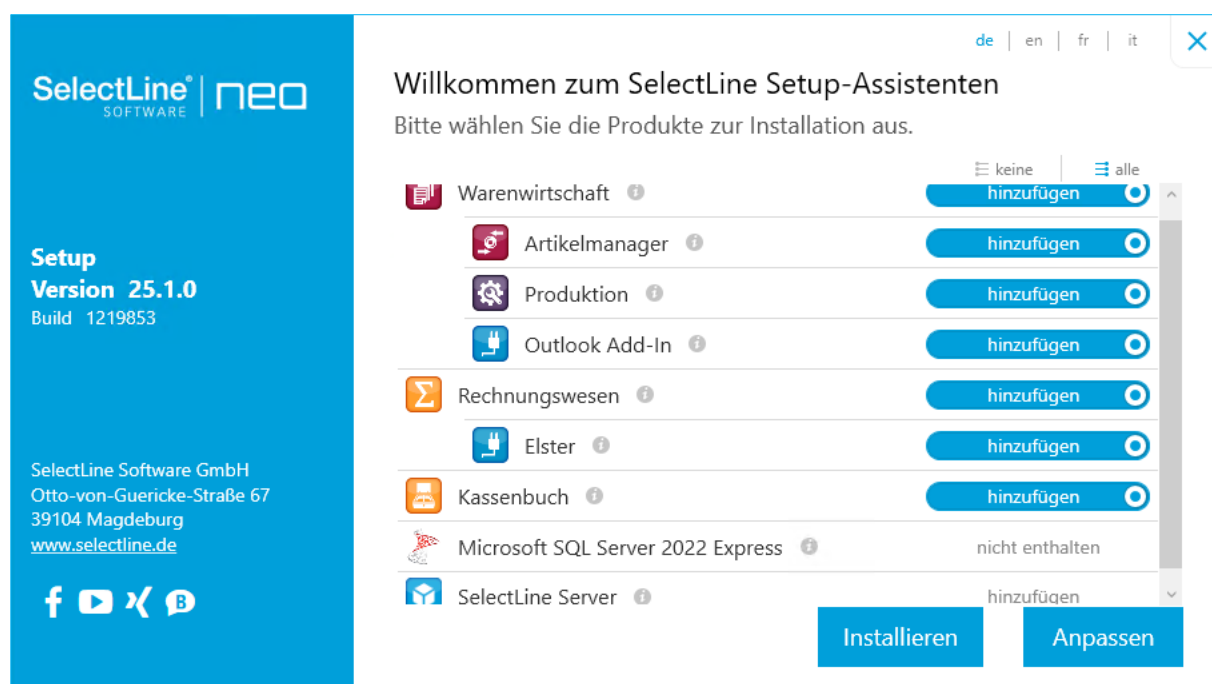 SelectLine® | neo
SOFTWARE
Setup
Version 25.1.0
Build 1219853
SelectLine Software GmbH
Otto-von-Guericke-Straße 67
39104 Magdeburg
www.selectline.de
de | en | fr | it
Willkommen zum SelectLine Setup-Assistenten
Bitte wählen Sie die Produkte zur Installation aus.
keine | alle
Warenwirtschaft hinzufügen
Artikelmanager hinzufügen
Produktion hinzufügen
Outlook Add-In hinzufügen
Rechnungswesen hinzufügen
Elster hinzufügen
Kassenbuch hinzufügen
Microsoft SQL Server 2022 Express nicht enthalten
SelectLine Server hinzufügen
Installieren Anpassen